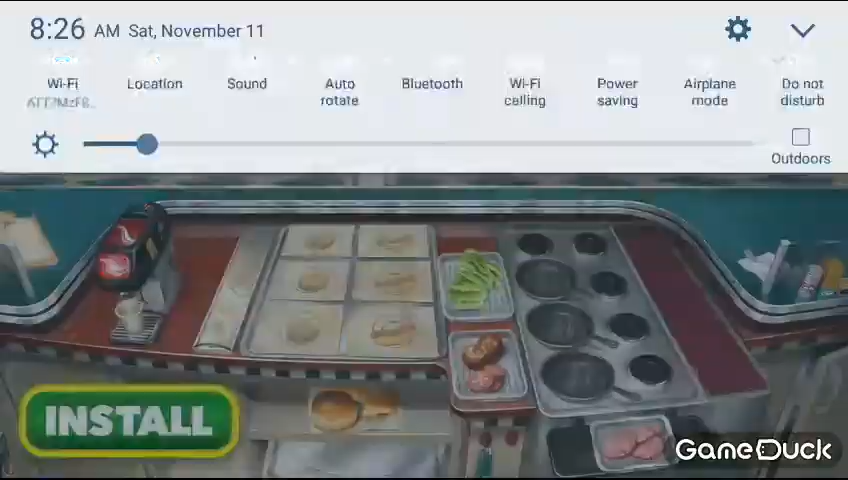 8:26 AM Sat, November 11
Wi-Fi
Location
Sound
Auto
rotate
Bluetooth
Wi-Fi
calling
Power
saving
Airplane
mode
Do not
disturb
Outdoors
INSTALL
GAMEDUCK